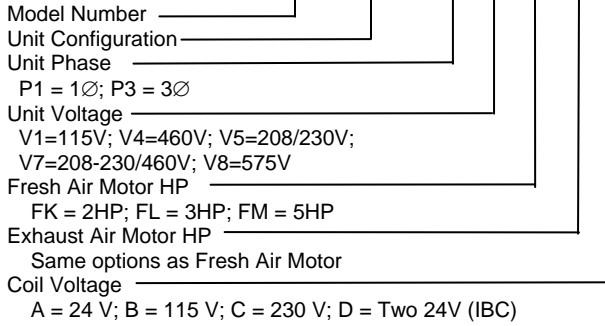 Model Number
Unit Configuration
Unit Phase
P1 = 1∅; P3 = 3∅
Unit Voltage
V1=115V; V4=460V; V5=208/230V;
V7=208-230/460V; V8=575V
Fresh Air Motor HP
FK = 2HP; FL = 3HP; FM = 5HP
Exhaust Air Motor HP
Same options as Fresh Air Motor
Coil Voltage
A = 24 V; B = 115 V; C = 230 V; D = Two 24V (IBC)